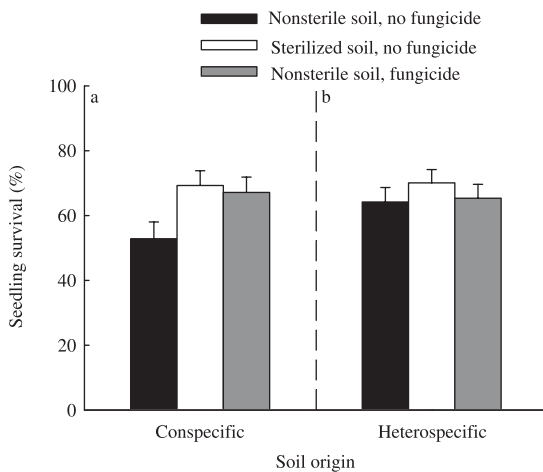 Nonsterile soil, no fungicide
Sterilized soil, no fungicide
Nonsterile soil, fungicide
100
a
b
80
60
40
20
0
Seedling survival (%)
Conspecific
Heterospecific
Soil origin